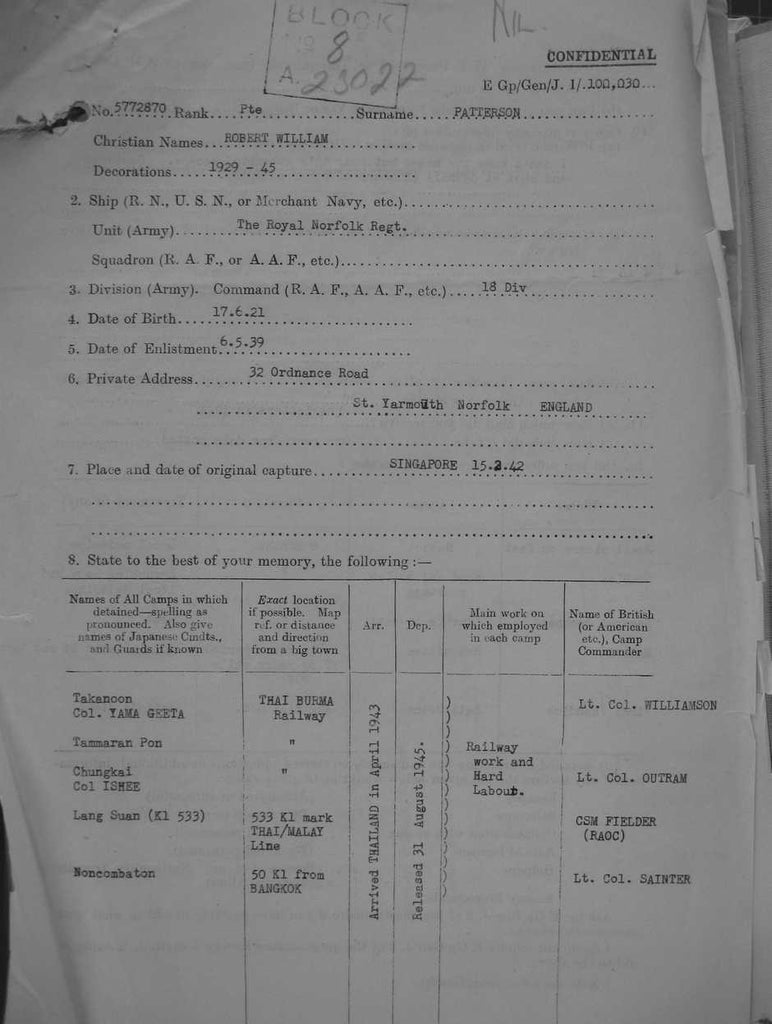 BLOCK
No 8
A. 23022
NIL
CONFIDENTIAL
E Gp/Gen/J. 1/.100,030...
No. 5772870 Rank....Pte.............Surname.....PATTERSON
Christian Names...ROBERT WILLIAM
Decorations.....1929 - 45
2. Ship (R. N., U. S. N., or Merchant Navy, etc.)
Unit (Army)........The Royal Norfolk Regt.
Squadron (R. A. F., or A. A. F., etc.)
3. Division (Army). Command (R. A. F., A. A. F., etc.)....18 Div
4. Date of Birth....17.6.21
5. Date of Enlistment 6.5.39
6. Private Address........32 Ordnance Road
St. Yarmouth Norfolk ENGLAND
7. Place and date of original capture..........SINGAPORE 15.2.42
8. State to the best of your memory, the following :—
Names of All Camps in which
detained—spelling as
pronounced. Also give
names of Japanese Cmdts.,
and Guards if known
Exact location
if possible. Map
ref. or distance
and direction
from a big town
Arr.
Dep.
Main work on
which employed
in each camp
Name of British
(or American
etc.), Camp
Commander
Takanoon
Col. YAMA GEETA
THAI BURMA
Railway
Lt. Col. WILLIAMSON
Tammaran Pon
"
Chungkai
Col ISHEE
"
Lt. Col. OUTRAM
Lang Suan (Kl 533)
533 Kl mark
THAI/MALAY
Line
CSM FIELDER
(RAOC)
Noncombaton
50 Kl from
BANGKOK
Lt. Col. SAINTER
Arrived THAILAND in April 1943
Released 31 August 1945.
Railway
work and
Hard
Labour.